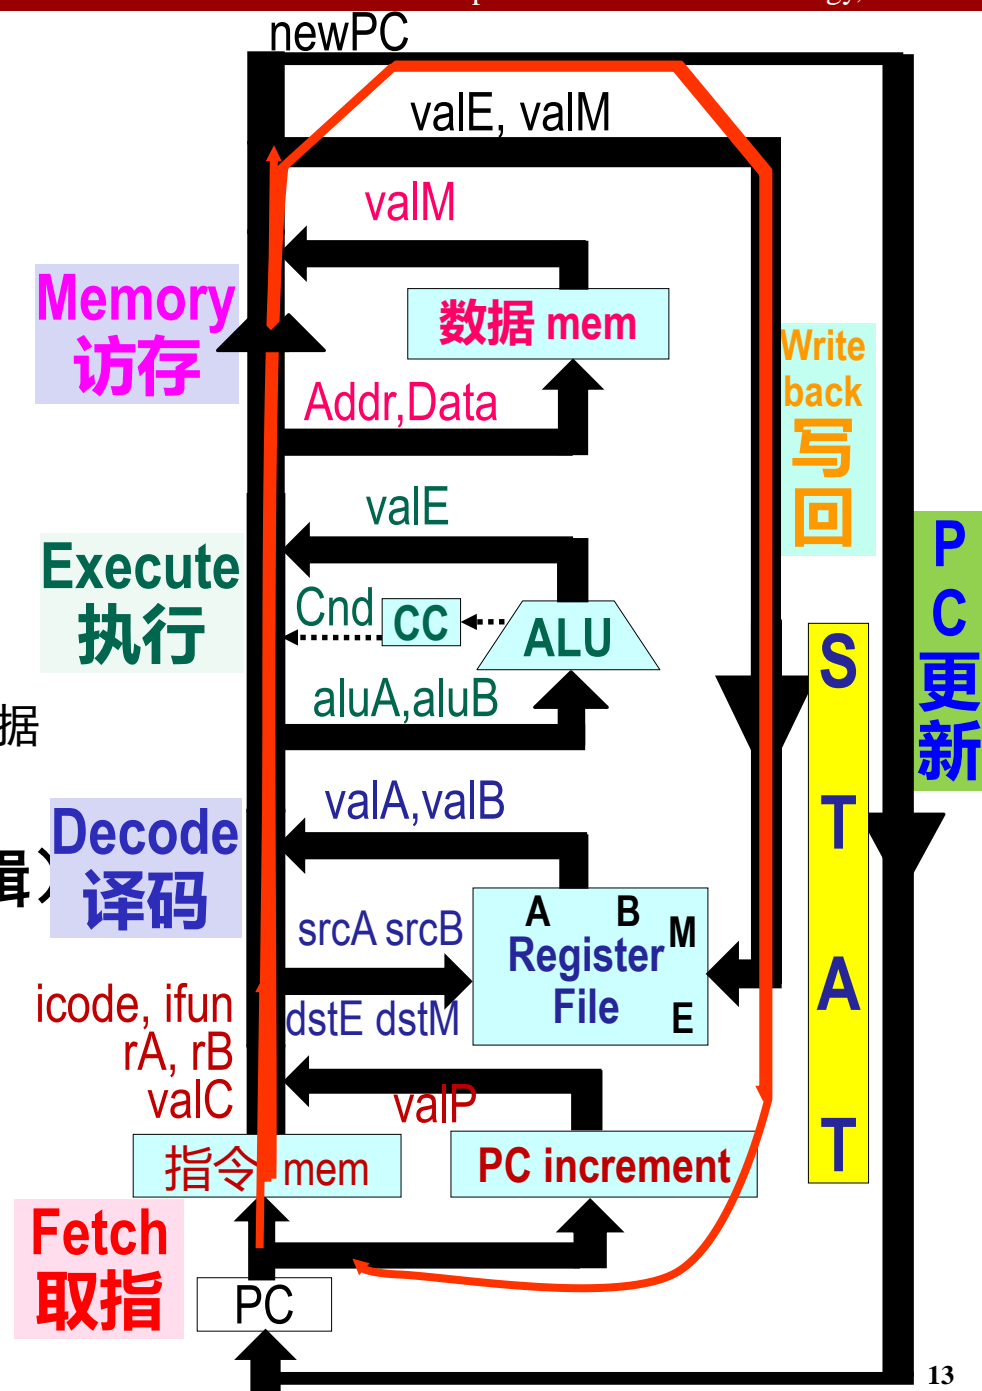 newPC
valE, valM
valM
Memory
访存
数据 mem
Write
back
写
回
Addr,Data
valE
Execute
执行
Cnd
CC
ALU
P
C
更
新
S
T
A
T
aluA,aluB
据
valA,valB
Decode
译码
辑）
srcA srcB
A B
M
Register
File
E
dstE dstM
icode, ifun
rA, rB
valC
valP
指令 mem
PC increment
Fetch
取指
PC
13